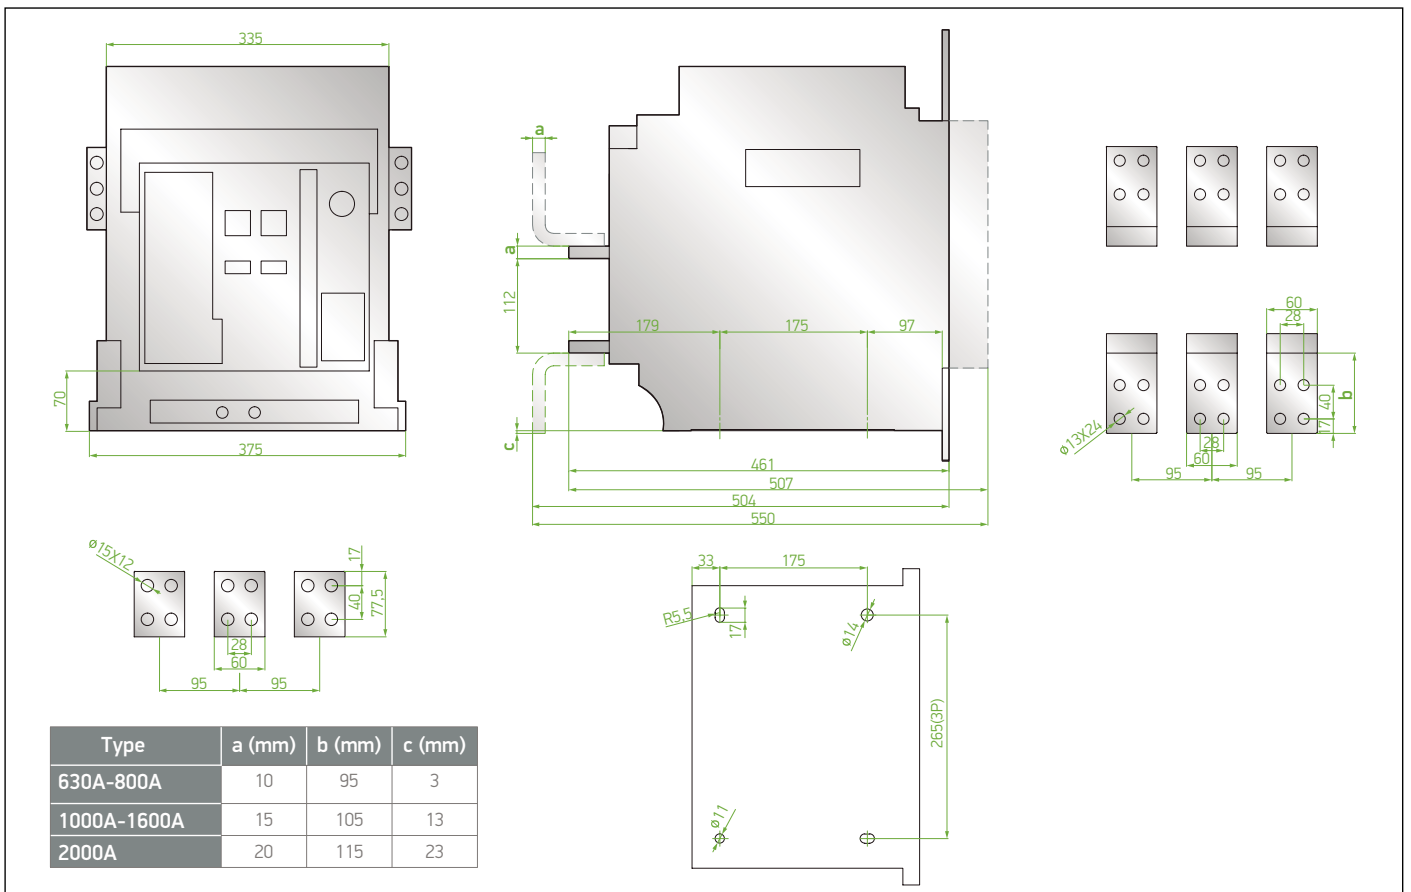 335
70
375
a
a
112
c
179
175
97
461
507
504
550
60
28
b
40
17
ø13X24
28
60
95
95
ø15X12
17
40
77,5
28
60
95
95
33
175
R5,5
17
ø14
265(3P)
ø11
Type a (mm) b (mm) c (mm)
630A-800A 10 95 3
1000A-1600A 15 105 13
2000A 20 115 23